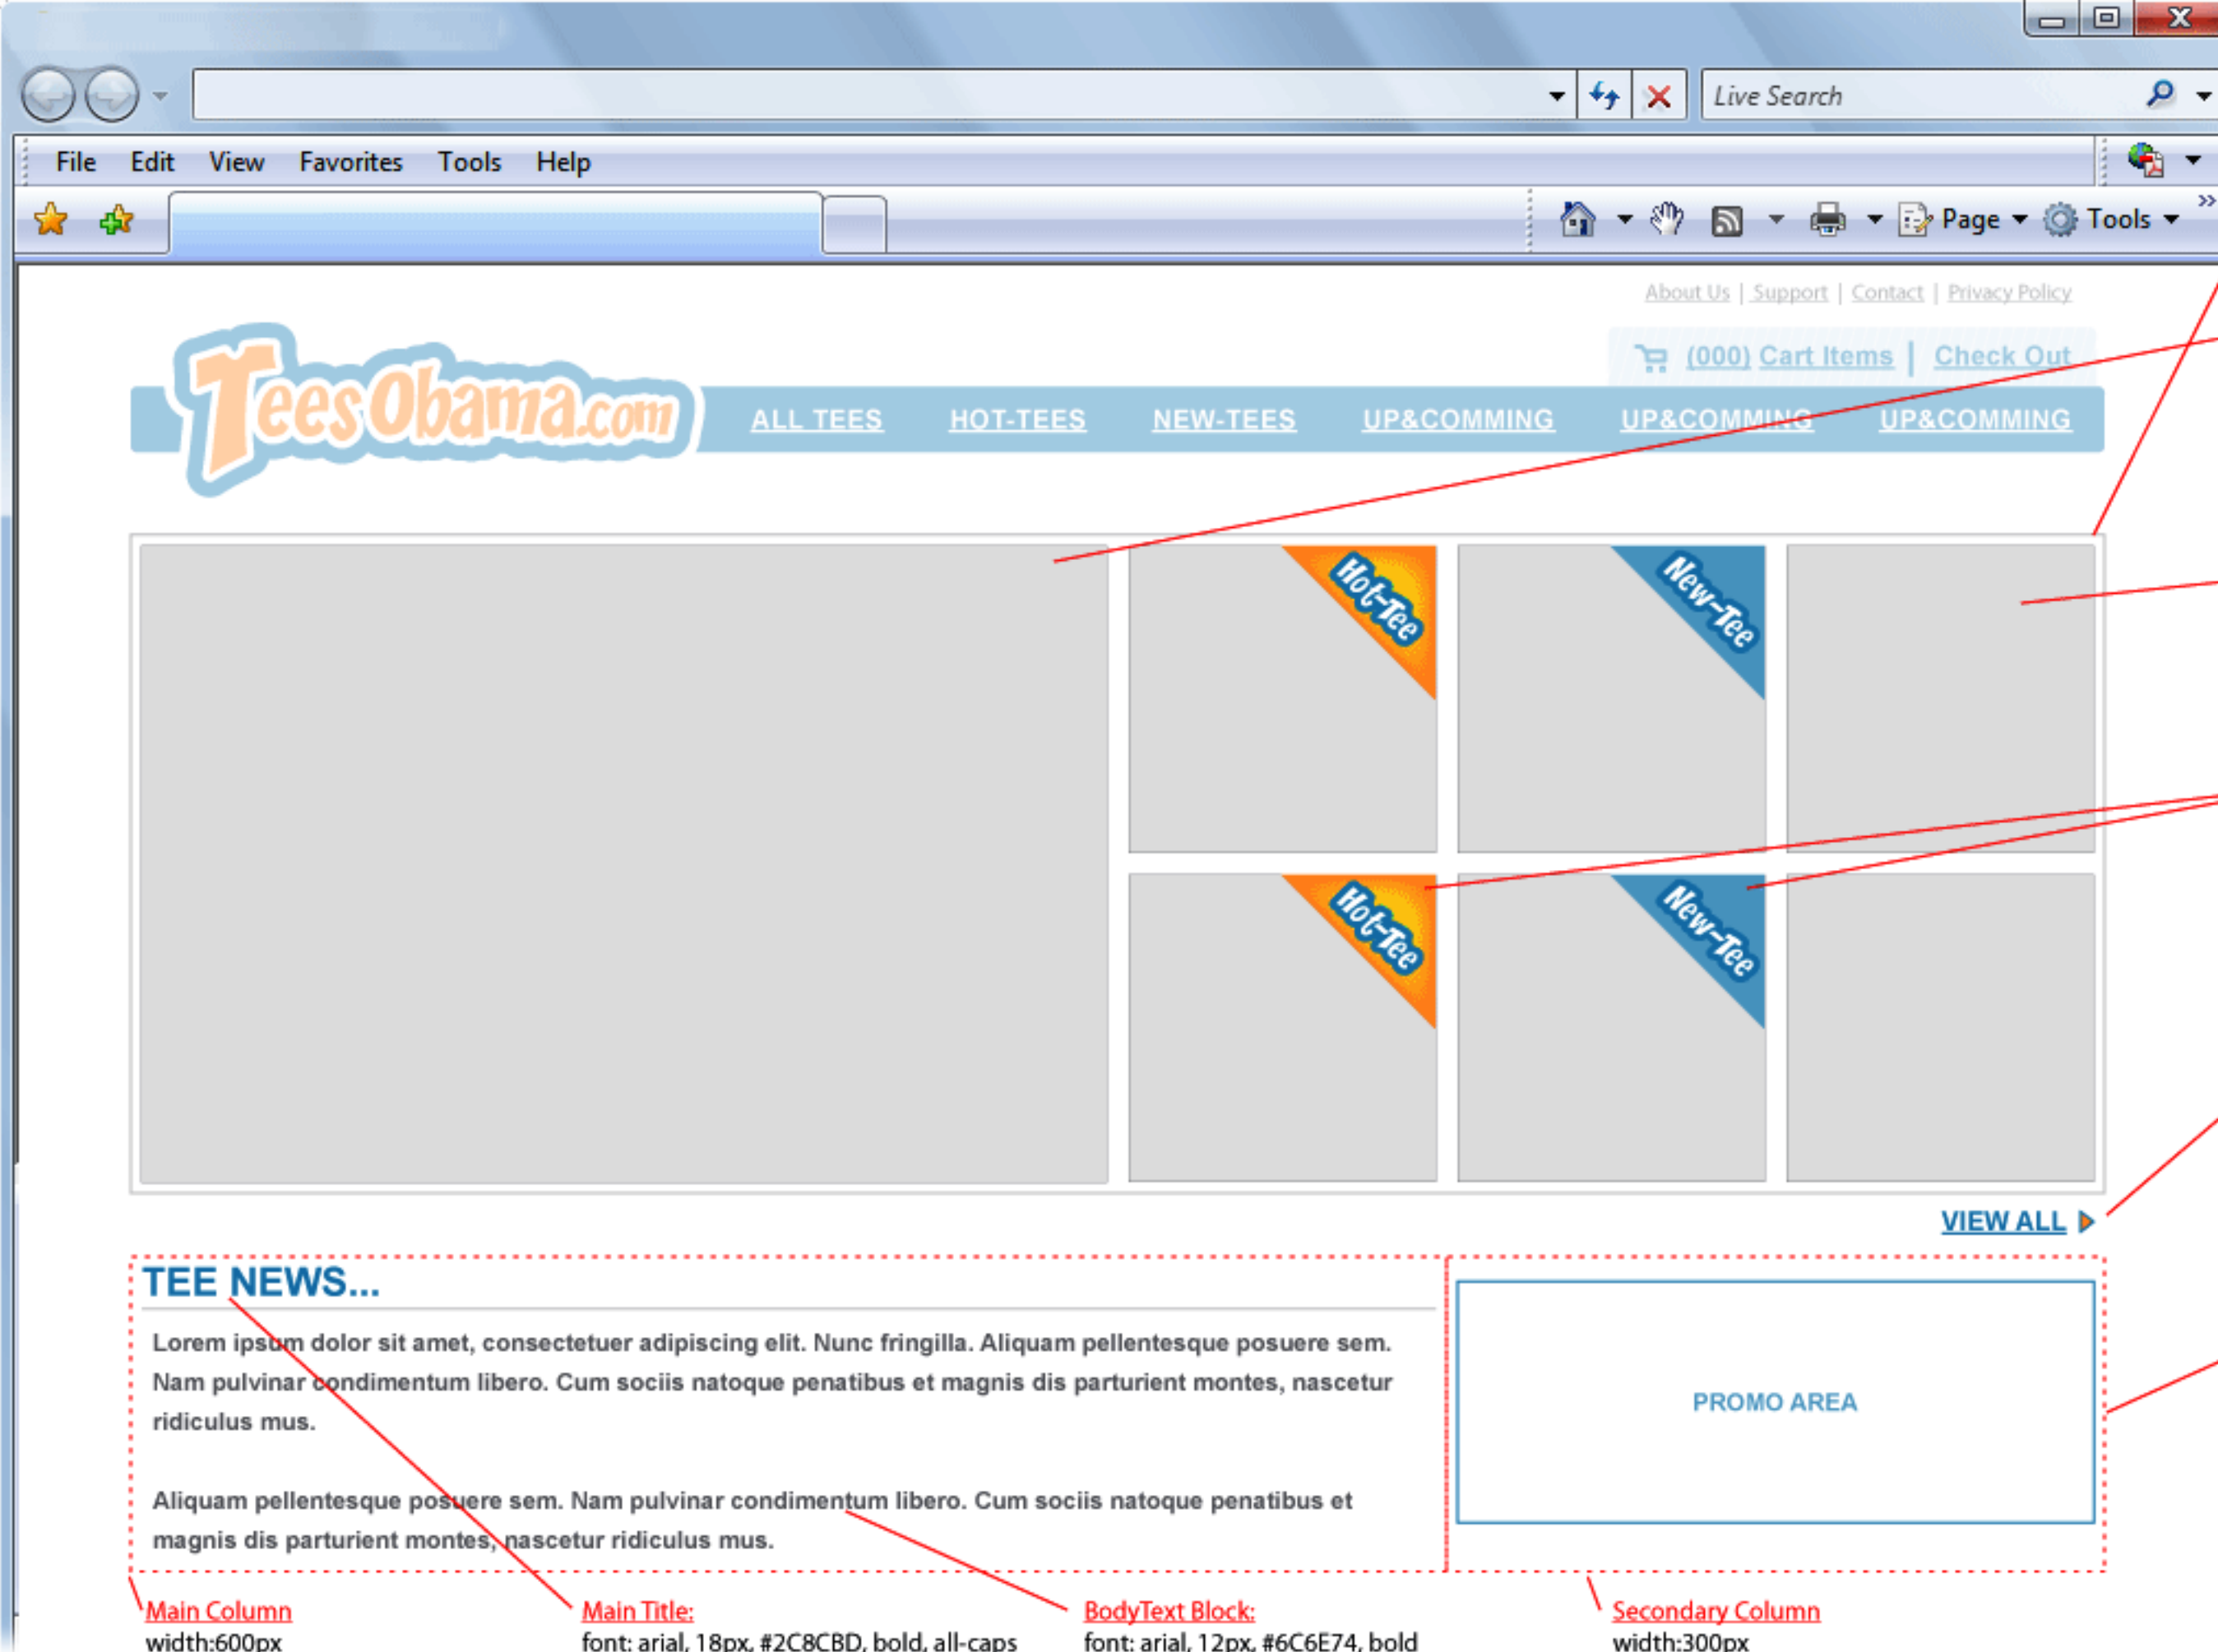 Live Search
File Edit View Favorites Tools Help
Page Tools
About Us | Support | Contact | Privacy Policy
(000) Cart Items | Check Out
TeesObama.com
ALL TEES HOT-TEES NEW-TEES UP&COMMING UP&COMMING UP&COMMING
Hot-Tee New-Tee
Hot-Tee New-Tee
VIEW ALL
TEE NEWS...
Lorem ipsum dolor sit amet, consectetuer adipiscing elit. Nunc fringilla. Aliquam pellentesque posuere sem.
Nam pulvinar condimentum libero. Cum sociis natoque penatibus et magnis dis parturient montes, nascetur
ridiculus mus.
Aliquam pellentesque posuere sem. Nam pulvinar condimentum libero. Cum sociis natoque penatibus et
magnis dis parturient montes, nascetur ridiculus mus.
PROMO AREA
Main Column
width:600px
Main Title:
font: arial, 18px, #2C8CBD, bold, all-caps
BodyText Block:
font: arial, 12px, #6C6E74, bold
Secondary Column
width:300px